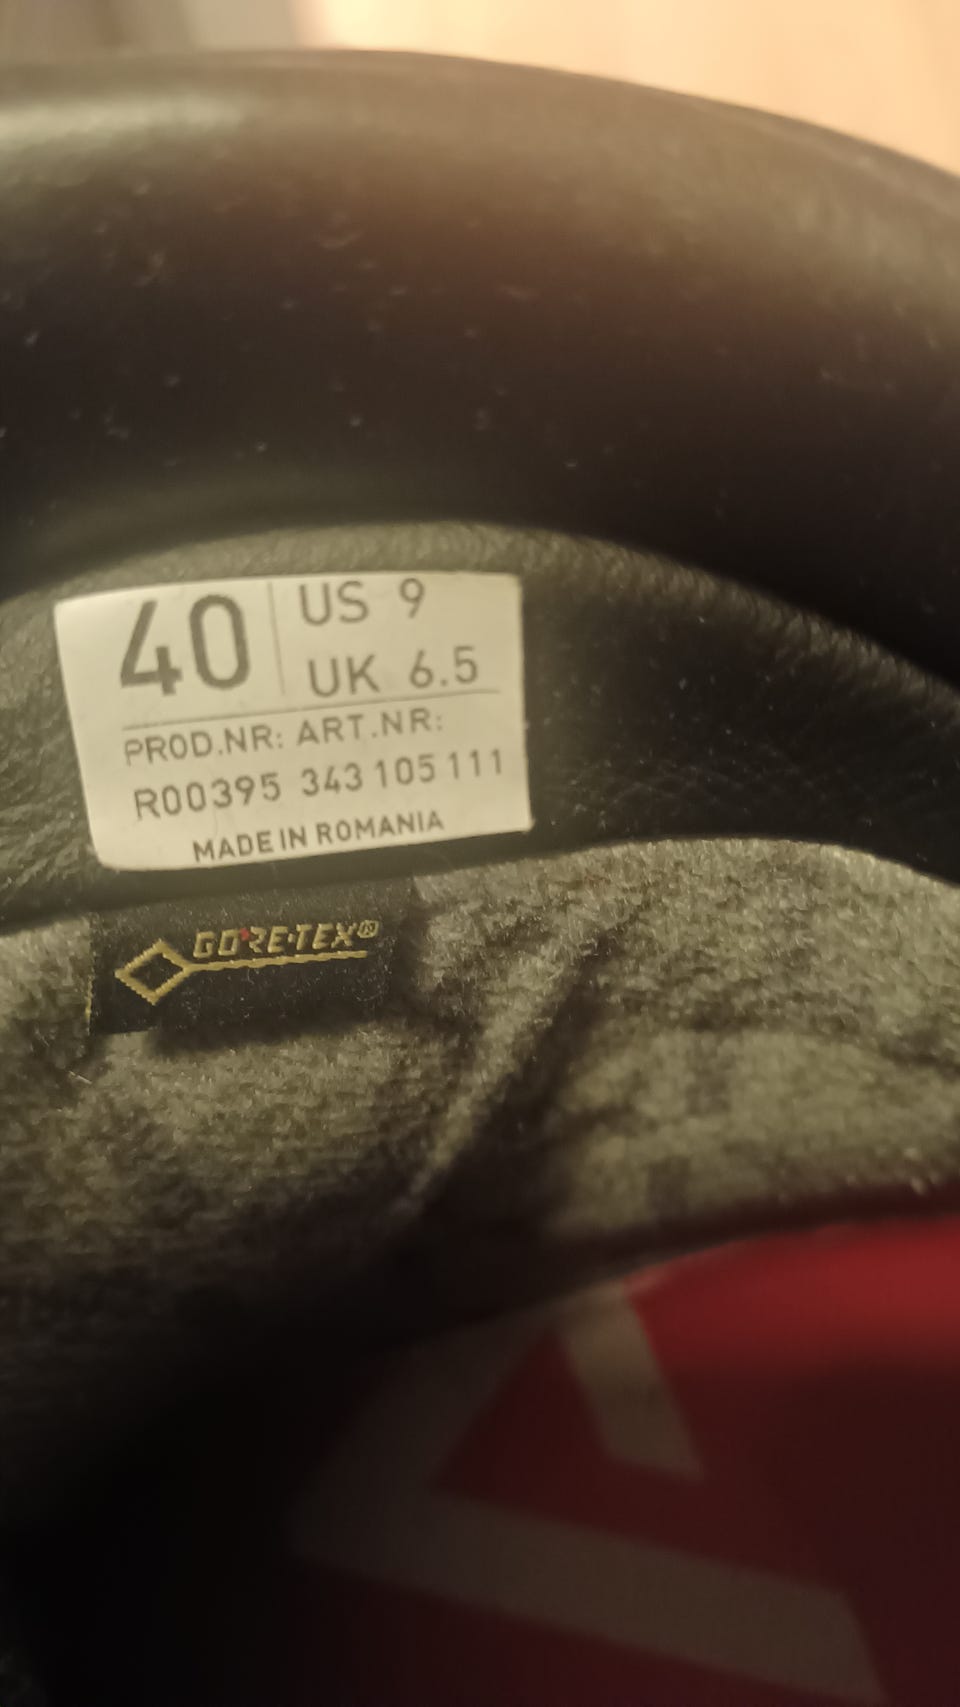 40
US 9
UK 6.5
PROD.NR: ART.NR:
R00395 343 105 111
MADE IN ROMANIA
GORE-TEX®